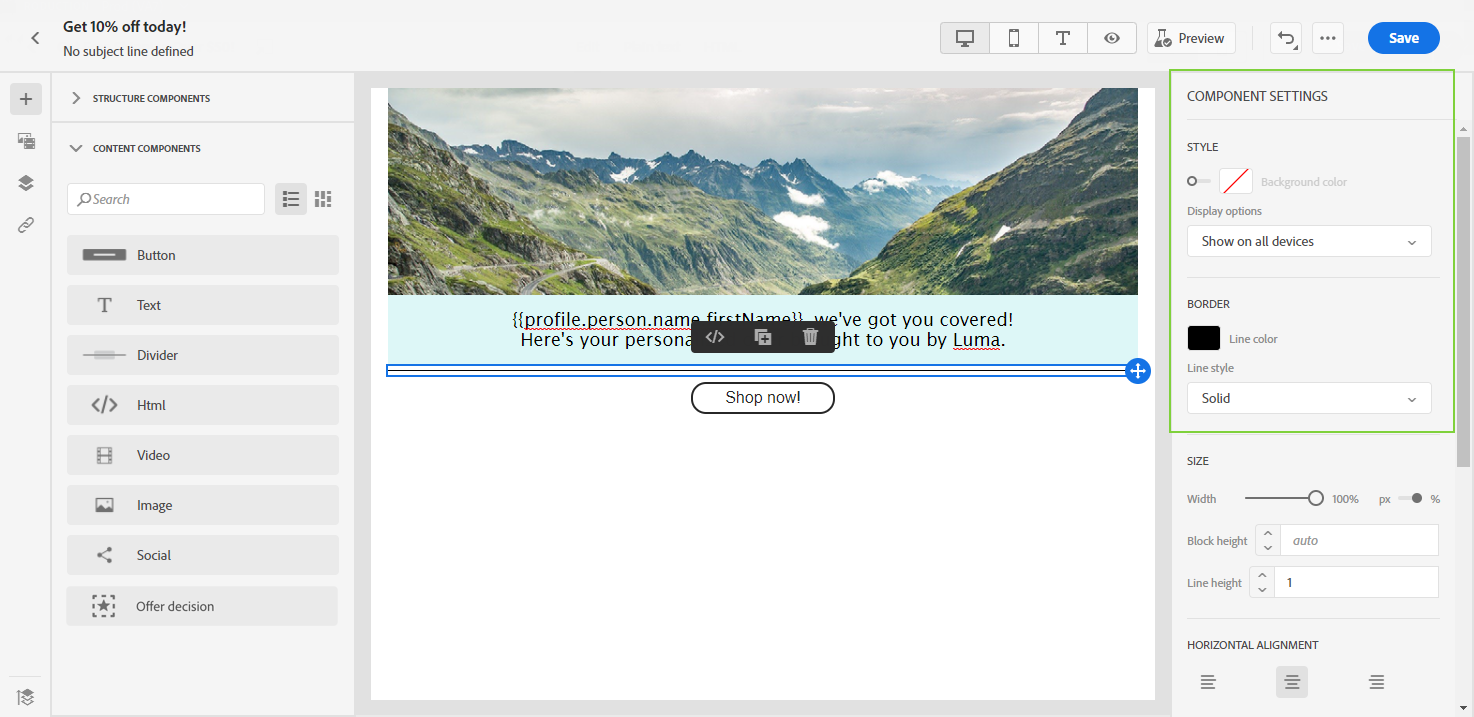 Get 10% off today!
No subject line defined
Preview
Save
STRUCTURE COMPONENTS
CONTENT COMPONENTS
Search
Button
Text
Divider
Html
Video
Image
Social
Offer decision
{{profile.person.name.firstName}}, we've got you covered!
Here's your persona ght to you by Luma.
Shop now!
COMPONENT SETTINGS
STYLE
Background color
Display options
Show on all devices
BORDER
Line color
Line style
Solid
SIZE
Width 100% px %
Block height auto
Line height 1
HORIZONTAL ALIGNMENT